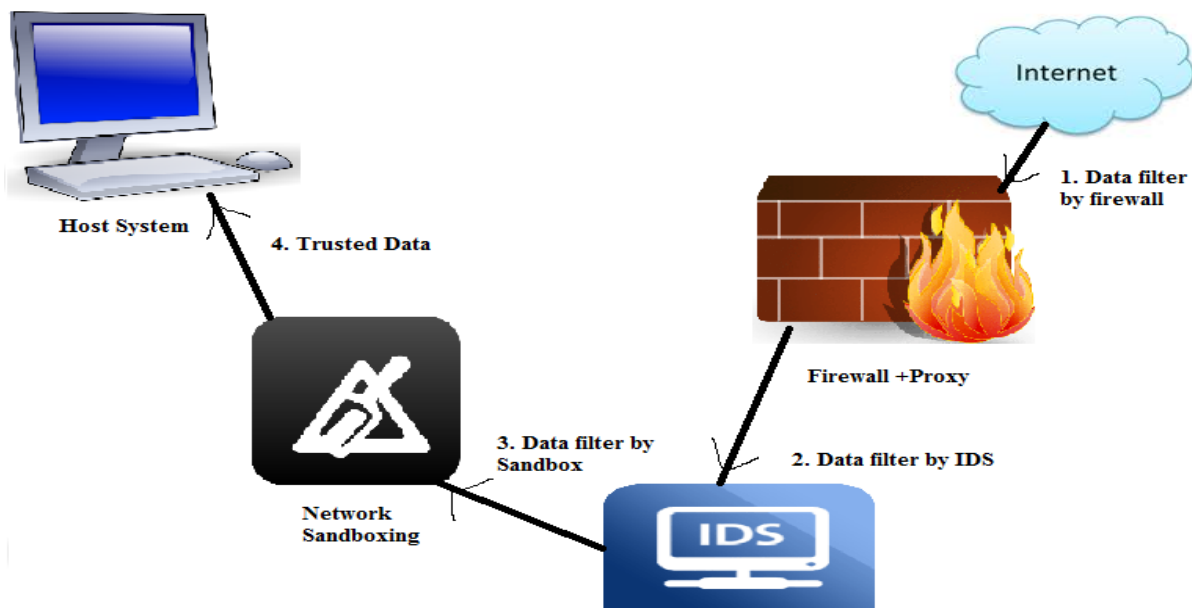 Internet
1. Data filter
by firewall
Firewall +Proxy
2. Data filter by IDS
IDS
3. Data filter by
Sandbox
Network
Sandboxing
4. Trusted Data
Host System